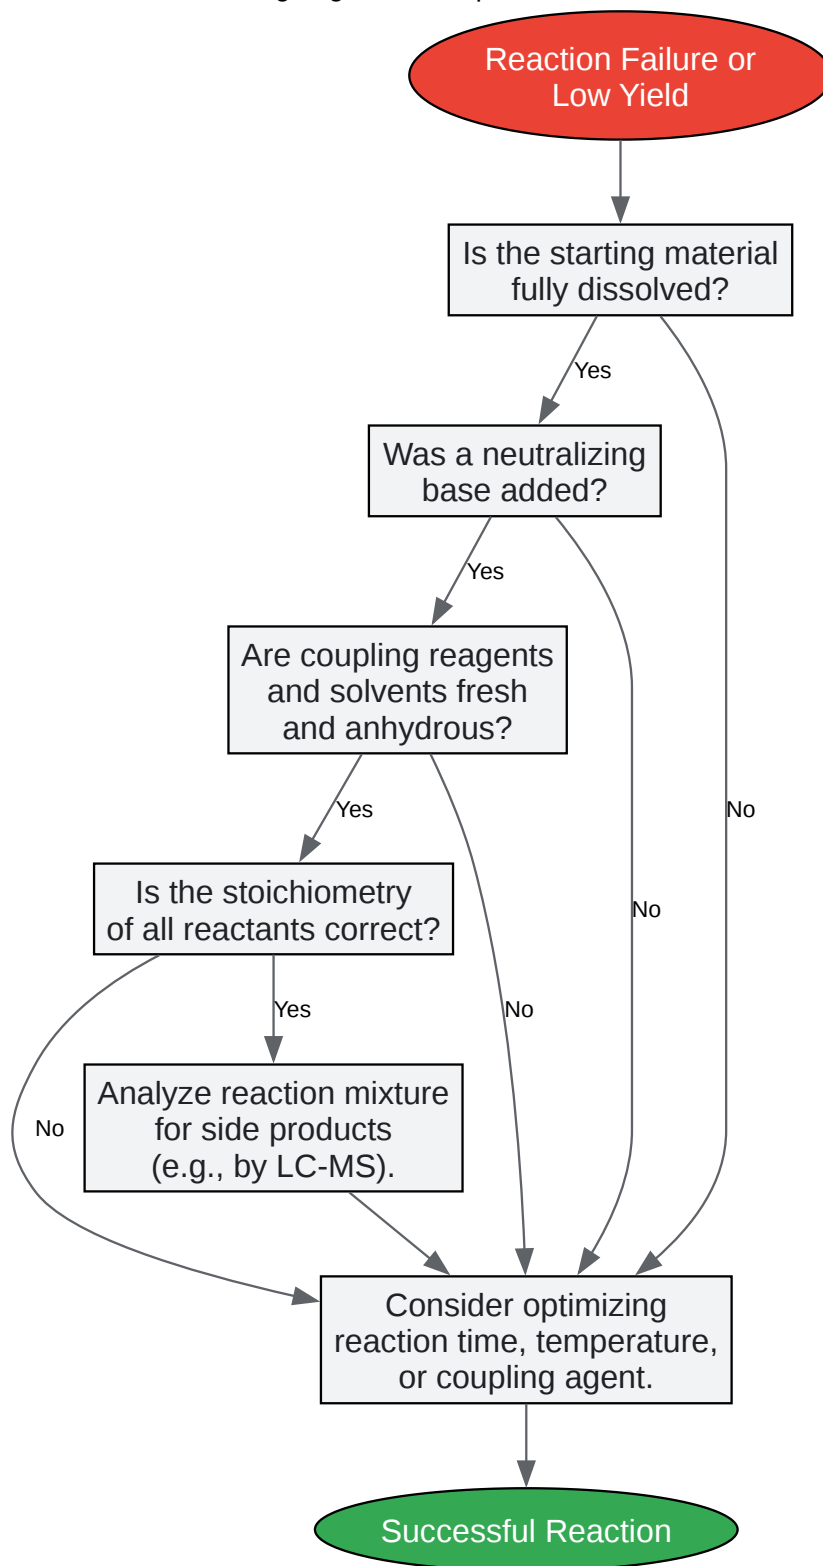 Reaction Failure or
Low Yield
Is the starting material
fully dissolved?
Yes
Was a neutralizing
base added?
Yes
Are coupling reagents
and solvents fresh
and anhydrous?
Yes
No
Is the stoichiometry
of all reactants correct?
No
Yes
No
Analyze reaction mixture
for side products
(e.g., by LC-MS).
No
Consider optimizing
reaction time, temperature,
or coupling agent.
Successful Reaction